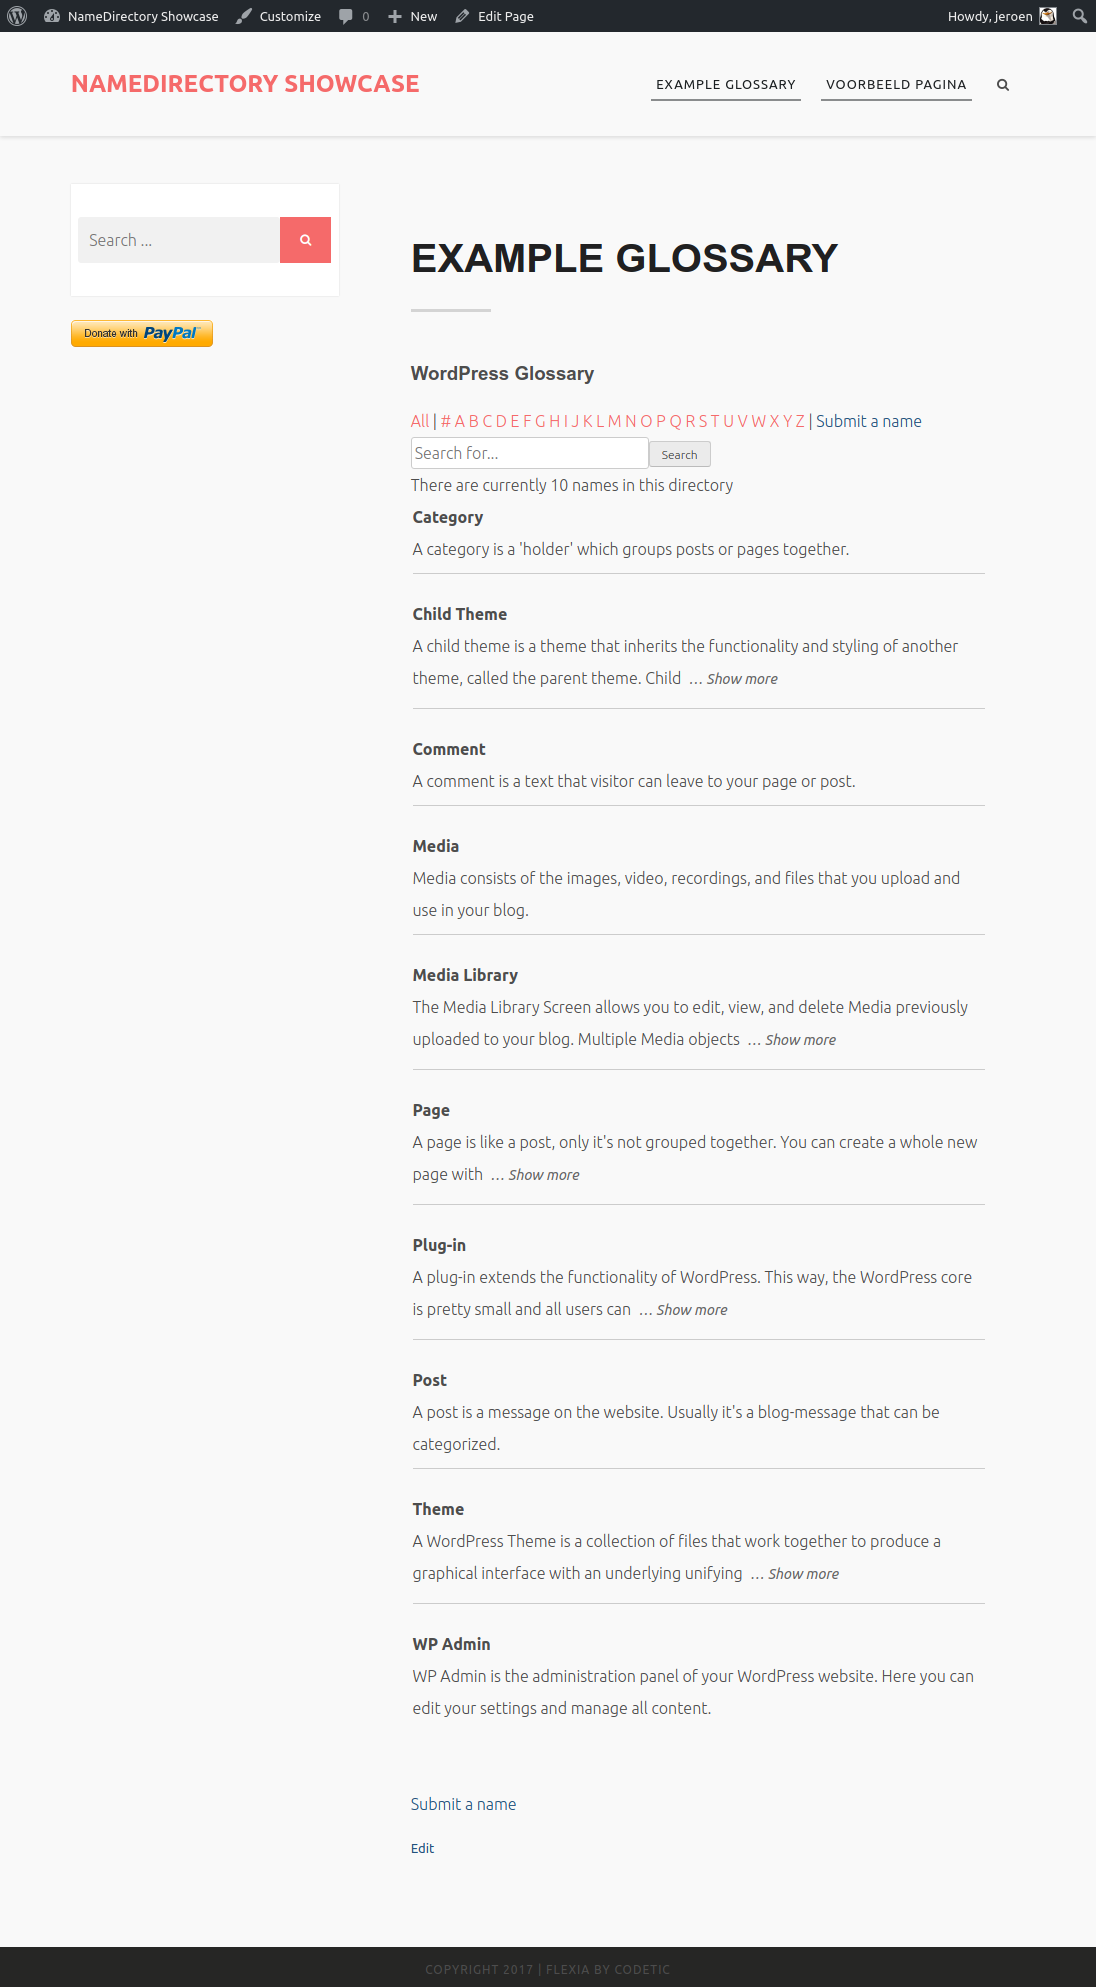 NameDirectory Showcase Customize 0 New Edit Page Howdy, jeroen
NAMEDIRECTORY SHOWCASE
EXAMPLE GLOSSARY VOORBEELD PAGINA
Search ...
Donate with PayPal
EXAMPLE GLOSSARY
WordPress Glossary
All | # A B C D E F G H I J K L M N O P Q R S T U V W X Y Z | Submit a name
Search for... Search
There are currently 10 names in this directory
Category
A category is a 'holder' which groups posts or pages together.
Child Theme
A child theme is a theme that inherits the functionality and styling of another
theme, called the parent theme. Child ... Show more
Comment
A comment is a text that visitor can leave to your page or post.
Media
Media consists of the images, video, recordings, and files that you upload and
use in your blog.
Media Library
The Media Library Screen allows you to edit, view, and delete Media previously
uploaded to your blog. Multiple Media objects ... Show more
Page
A page is like a post, only it's not grouped together. You can create a whole new
page with ... Show more
Plug-in
A plug-in extends the functionality of WordPress. This way, the WordPress core
is pretty small and all users can ... Show more
Post
A post is a message on the website. Usually it's a blog-message that can be
categorized.
Theme
A WordPress Theme is a collection of files that work together to produce a
graphical interface with an underlying unifying ... Show more
WP Admin
WP Admin is the administration panel of your WordPress website. Here you can
edit your settings and manage all content.
Submit a name
Edit
COPYRIGHT 2017 | FLEXIA BY CODETIC